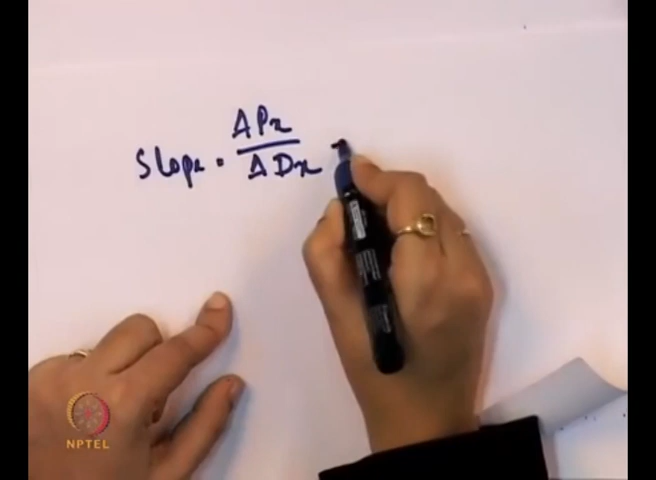 Slope = ΔPx / ΔDx
NPTEL